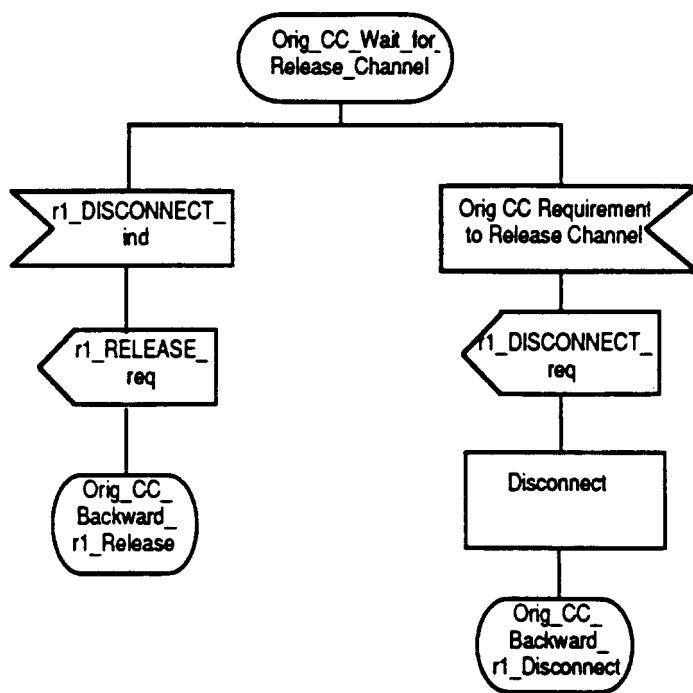 Orig_CC_Wait_for_
Release_Channel
r1_DISCONNECT_
ind
Orig CC Requirement
to Release Channel
r1_RELEASE_
req
r1_DISCONNECT_
req
Orig_CC_
Backward_
r1_Release
Disconnect
Orig_CC_
Backward_
r1_Disconnect